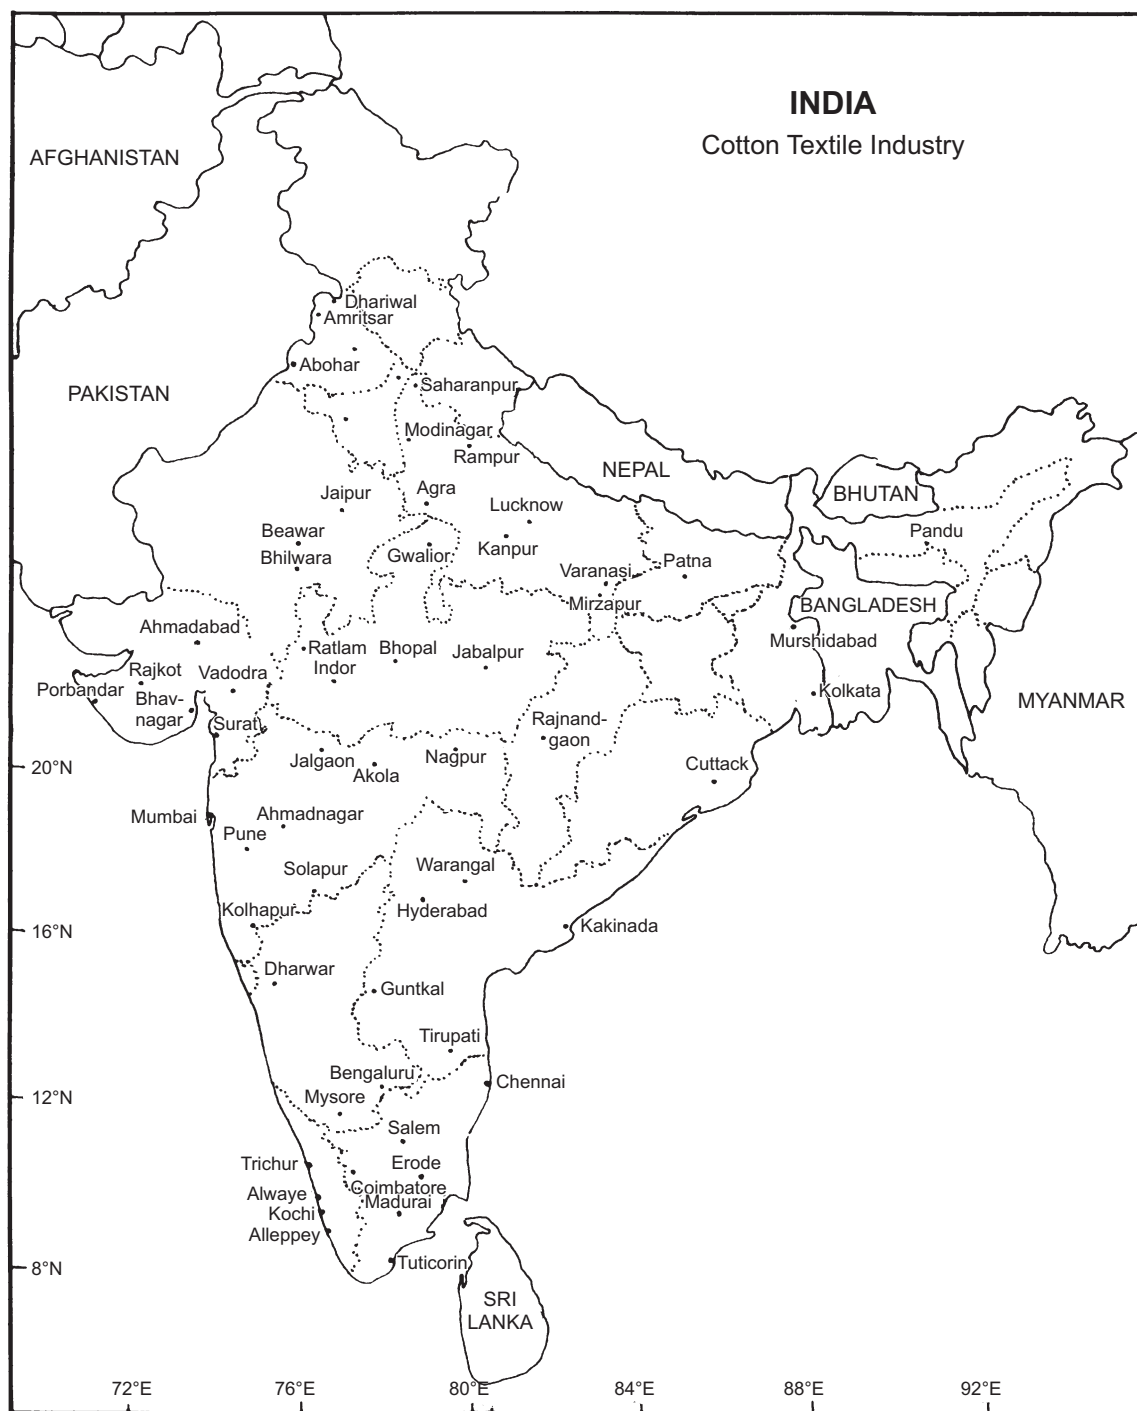 INDIA
Cotton Textile Industry
AFGHANISTAN
PAKISTAN
Dhariwal
Amritsar
Abohar
Saharanpur
Modinagar
Rampur
NEPAL
BHUTAN
Jaipur
Agra
Lucknow
Beawar
Bhilwara
Gwalior
Kanpur
Pandu
Varanasi
Patna
Mirzapur
BANGLADESH
Ahmadabad
Murshidabad
Ratlam
Indor
Bhopal
Jabalpur
Rajkot
Vadodra
Porbandar
Bhav-
nagar
Kolkata
MYANMAR
Surat
Rajnand-
gaon
Jalgaon
Akola
Nagpur
Cuttack
20°N
Mumbai
Ahmadnagar
Pune
Solapur
Warangal
Kolhapur
Hyderabad
Kakinada
16°N
Dharwar
Guntkal
Tirupati
Bengaluru
Chennai
12°N
Mysore
Salem
Trichur
Erode
Coimbatore
Alwaye
Madurai
Kochi
Alleppey
Tuticorin
8°N
SRI
LANKA
72°E
76°E
80°E
84°E
88°E
92°E